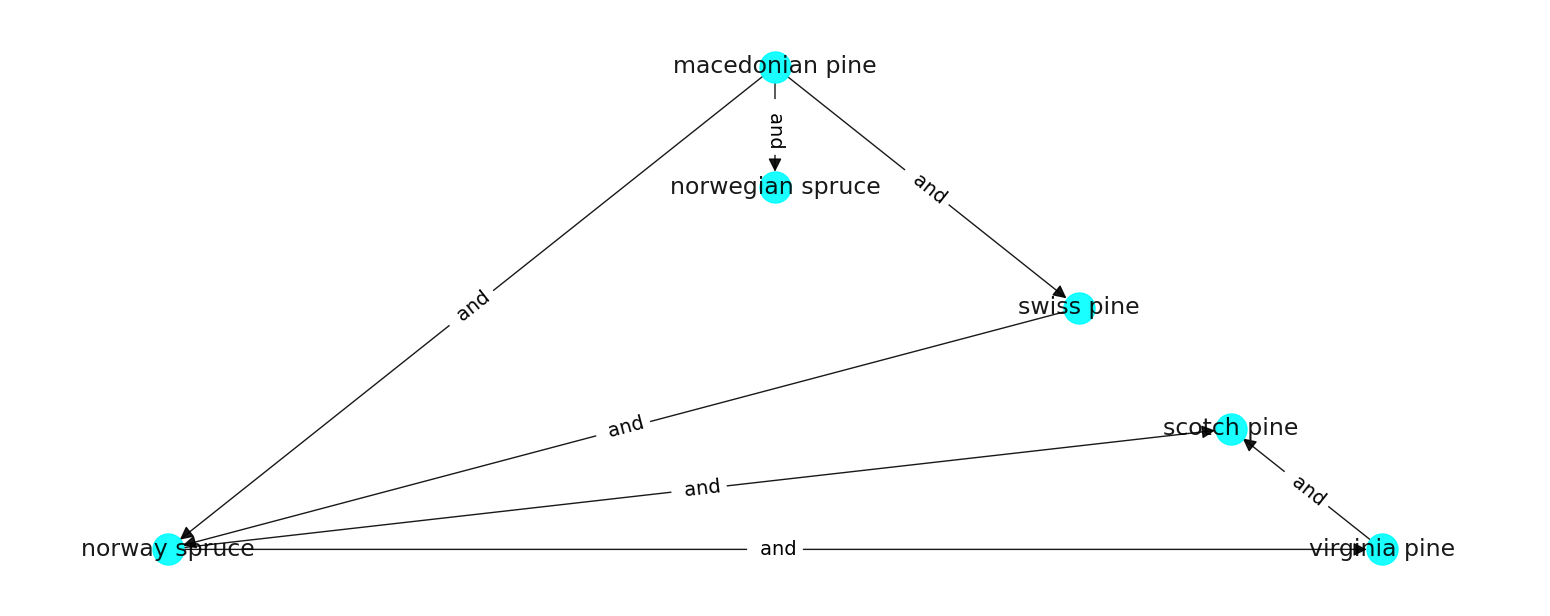 macedonian pine
and
norwegian spruce
and
and
swiss pine
and
scotch pine
and
and
norway spruce
and
virginia pine